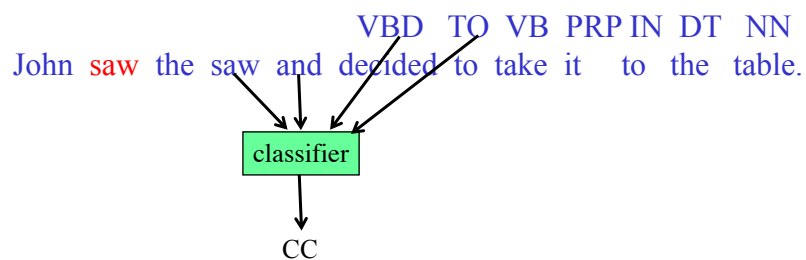 VBD TO VB PRP IN DT NN
John saw the saw and decided to take it to the table.
classifier
CC